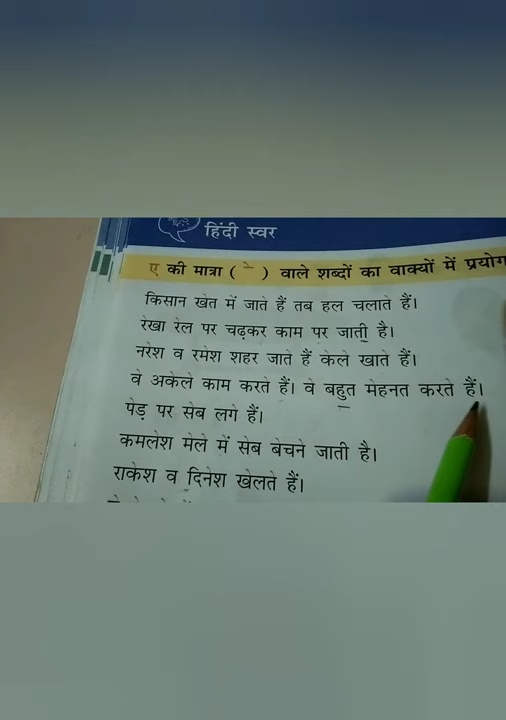 हिंदी स्वर
ए की मात्रा ( े ) वाले शब्दों का वाक्यों में प्रयोग
किसान खेत में जाते हैं तब हल चलाते हैं।
रेखा रेल पर चढ़कर काम पर जाती है।
नरेश व रमेश शहर जाते हैं केले खाते हैं।
वे अकेले काम करते हैं। वे बहुत मेहनत करते हैं।
पेड़ पर सेब लगे हैं।
कमलेश मेले में सेब बेचने जाती है।
राकेश व दिनेश खेलते हैं।